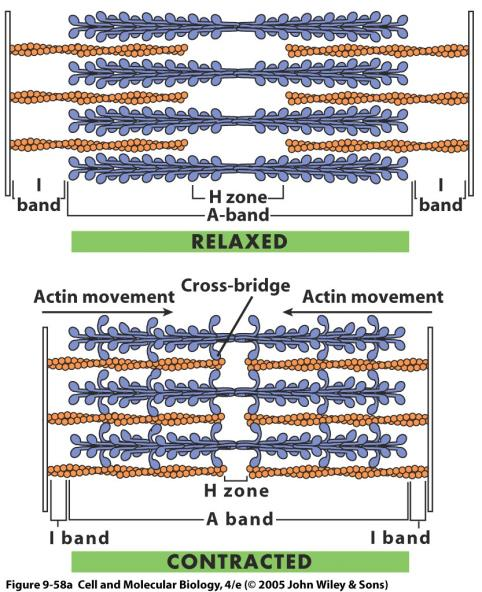 I
band
H zone
A-band
I
band
RELAXED
Cross-bridge
Actin movement
Actin movement
H zone
A band
I band
I band
CONTRACTED
Figure 9-58a Cell and Molecular Biology, 4/e (© 2005 John Wiley & Sons)